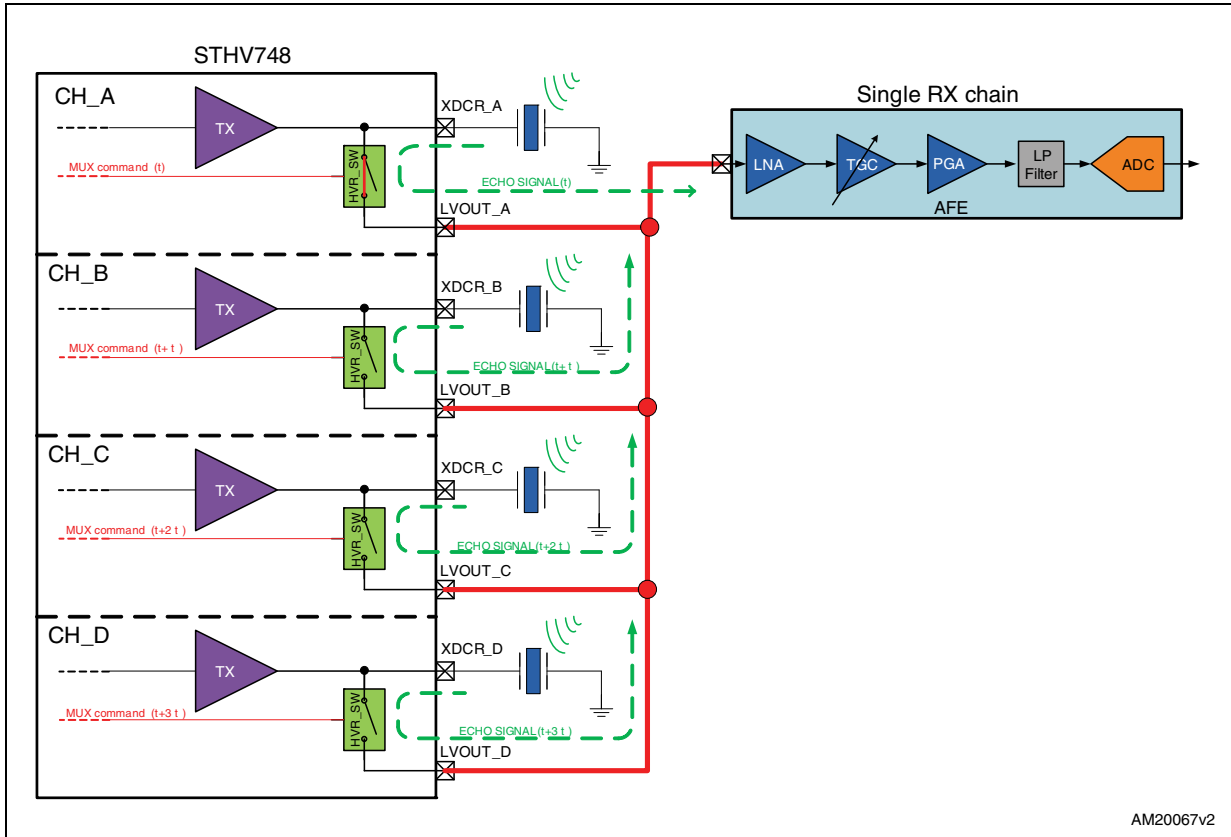 STHV748
CH_A
TX
MUX command (t)
HVR_SW
XDCR_A
ECHO SIGNAL(t)
LVOUT_A
CH_B
TX
MUX command (t+ t )
HVR_SW
XDCR_B
ECHO SIGNAL(t+ t )
LVOUT_B
CH_C
TX
MUX command (t+2 t )
HVR_SW
XDCR_C
ECHO SIGNAL(t+2 t )
LVOUT_C
CH_D
TX
MUX command (t+3 t )
HVR_SW
XDCR_D
ECHO SIGNAL(t+3 t )
LVOUT_D
Single RX chain
LNA
TGC
PGA
LP
Filter
ADC
AFE
AM20067v2